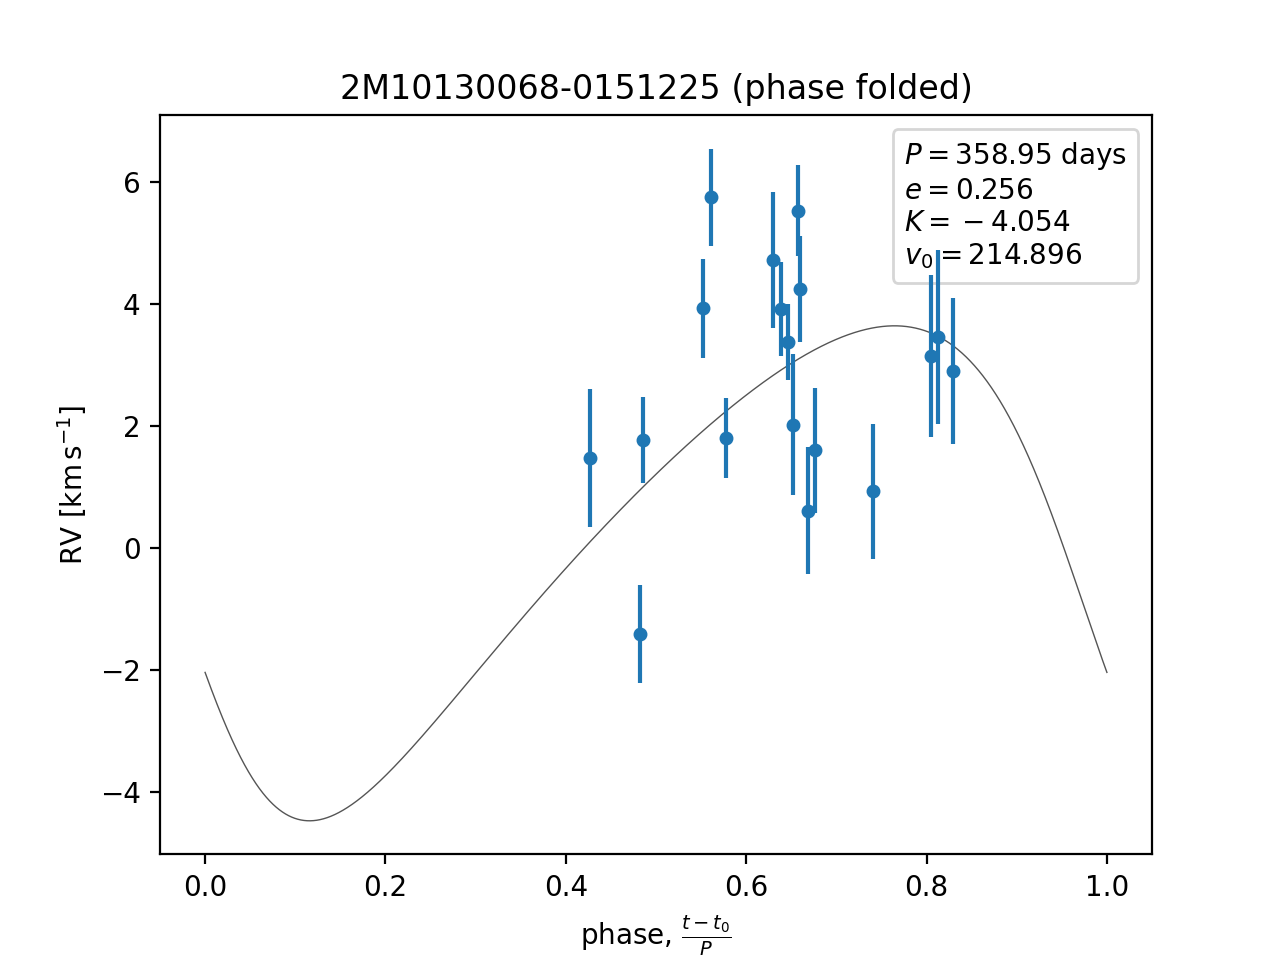 2M10130068-0151225 (phase folded)
P = 358.95 days
e = 0.256
K = −4.054
v₀ = 214.896
RV [km s⁻¹]
6
4
2
0
−2
−4
0.0 0.2 0.4 0.6 0.8 1.0
phase, (t − t₀)/P